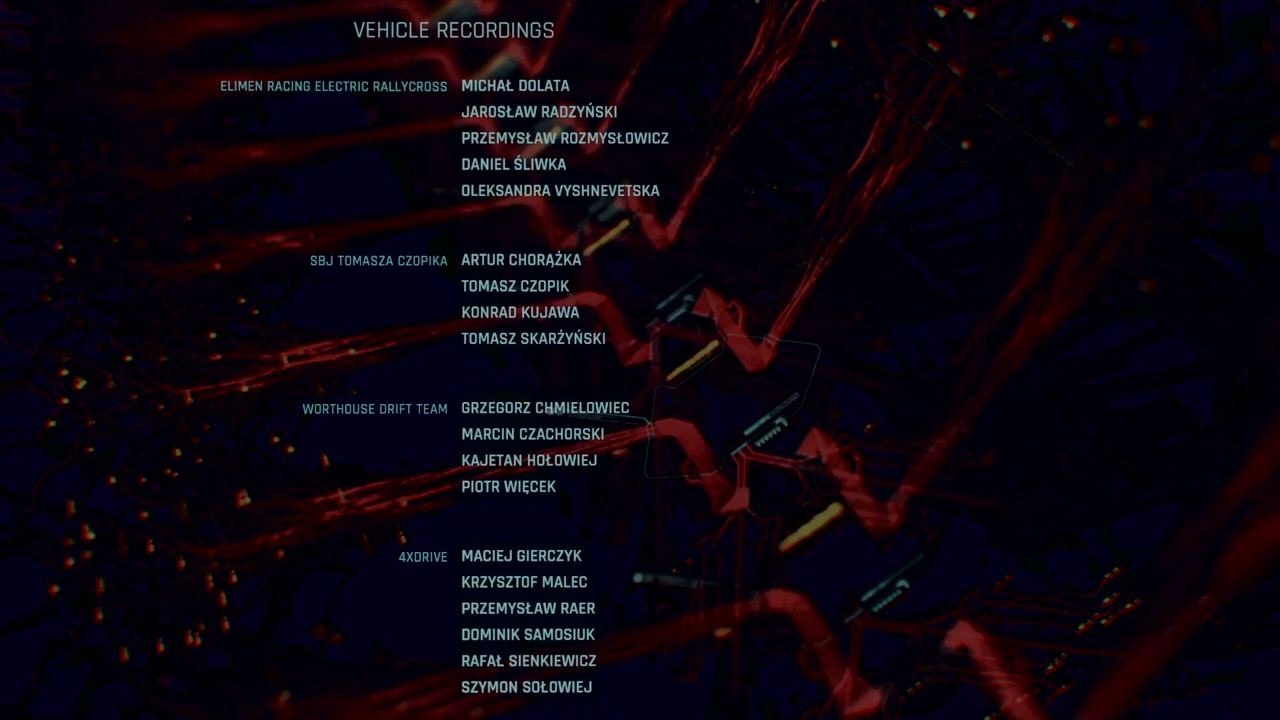 VEHICLE RECORDINGS
ELIMEN RACING ELECTRIC RALLYCROSS MICHAŁ DOLATA
JAROSŁAW RADZYŃSKI
PRZEMYSŁAW ROZMYSŁOWICZ
DANIEL ŚLIWKA
OLEKSANDRA VYSHNEVETSKA
SBJ TOMASZA CZOPIKA ARTUR CHORĄŻKA
TOMASZ CZOPIK
KONRAD KUJAWA
TOMASZ SKARŻYŃSKI
WORTHOUSE DRIFT TEAM GRZEGORZ CHMIELOWIEC
MARCIN CZACHORSKI
KAJETAN HOŁOWIEJ
PIOTR WIĘCEK
4XDRIVE MACIEJ GIERCZYK
KRZYSZTOF MALEC
PRZEMYSŁAW RAER
DOMINIK SAMOSIUK
RAFAŁ SIENKIEWICZ
SZYMON SOŁOWIEJ